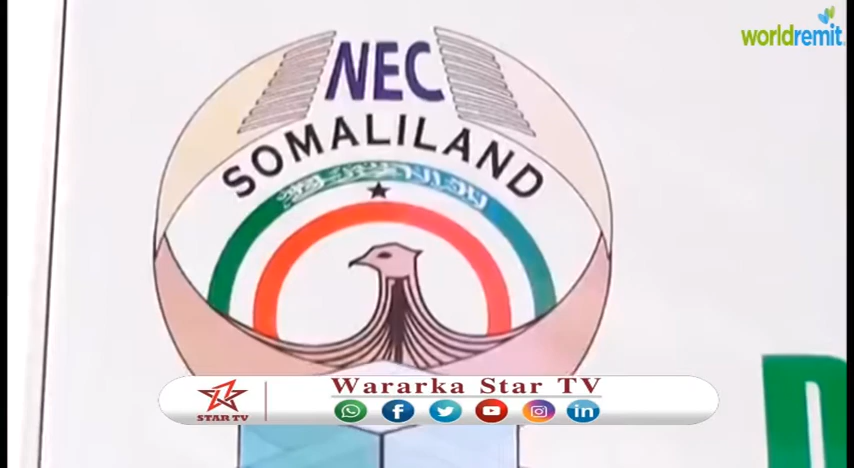 worldremit
NEC
SOMALILAND
Wararka Star TV
STAR TV